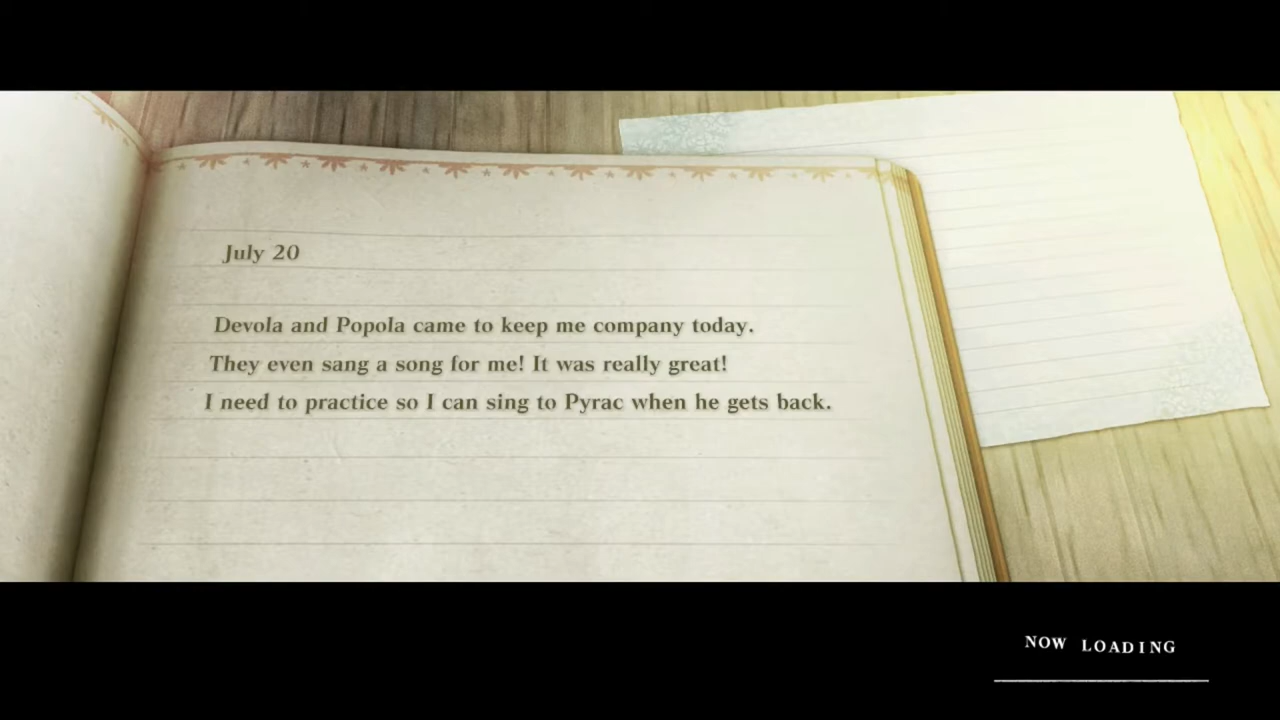 July 20
Devola and Popola came to keep me company today.
They even sang a song for me! It was really great!
I need to practice so I can sing to Pyrac when he gets back.
NOW LOADING